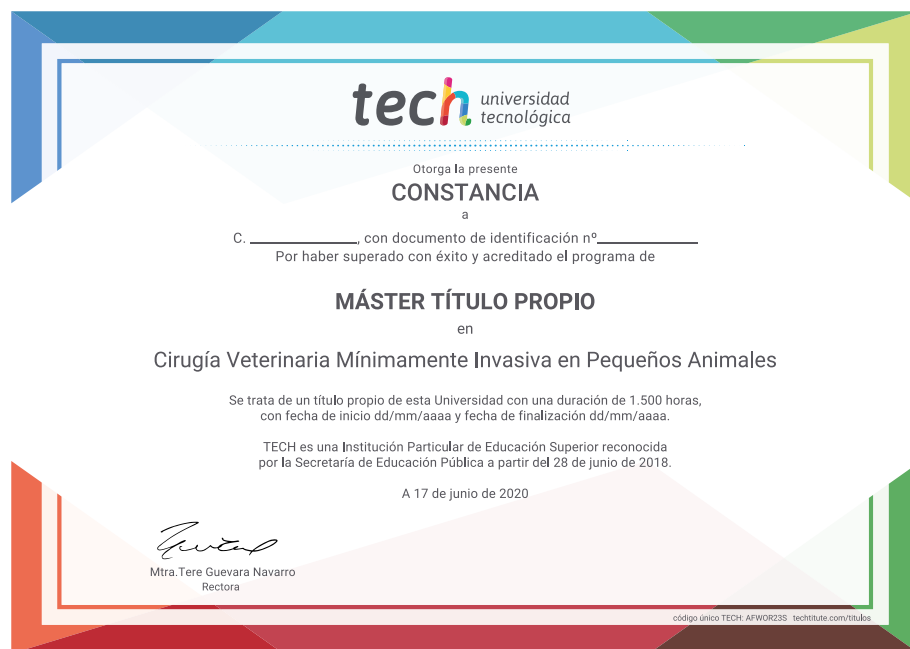 tech universidad
tecnológica
Otorga la presente
CONSTANCIA
a
C. ____________, con documento de identificación nº____________
Por haber superado con éxito y acreditado el programa de
MÁSTER TÍTULO PROPIO
en
Cirugía Veterinaria Mínimamente Invasiva en Pequeños Animales
Se trata de un título propio de esta Universidad con una duración de 1.500 horas,
con fecha de inicio dd/mm/aaaa y fecha de finalización dd/mm/aaaa.
TECH es una Institución Particular de Educación Superior reconocida
por la Secretaría de Educación Pública a partir del 28 de junio de 2018.
A 17 de junio de 2020
Mtra.Tere Guevara Navarro
Rectora
código único TECH: AFWOR23S techtitute.com/titulos